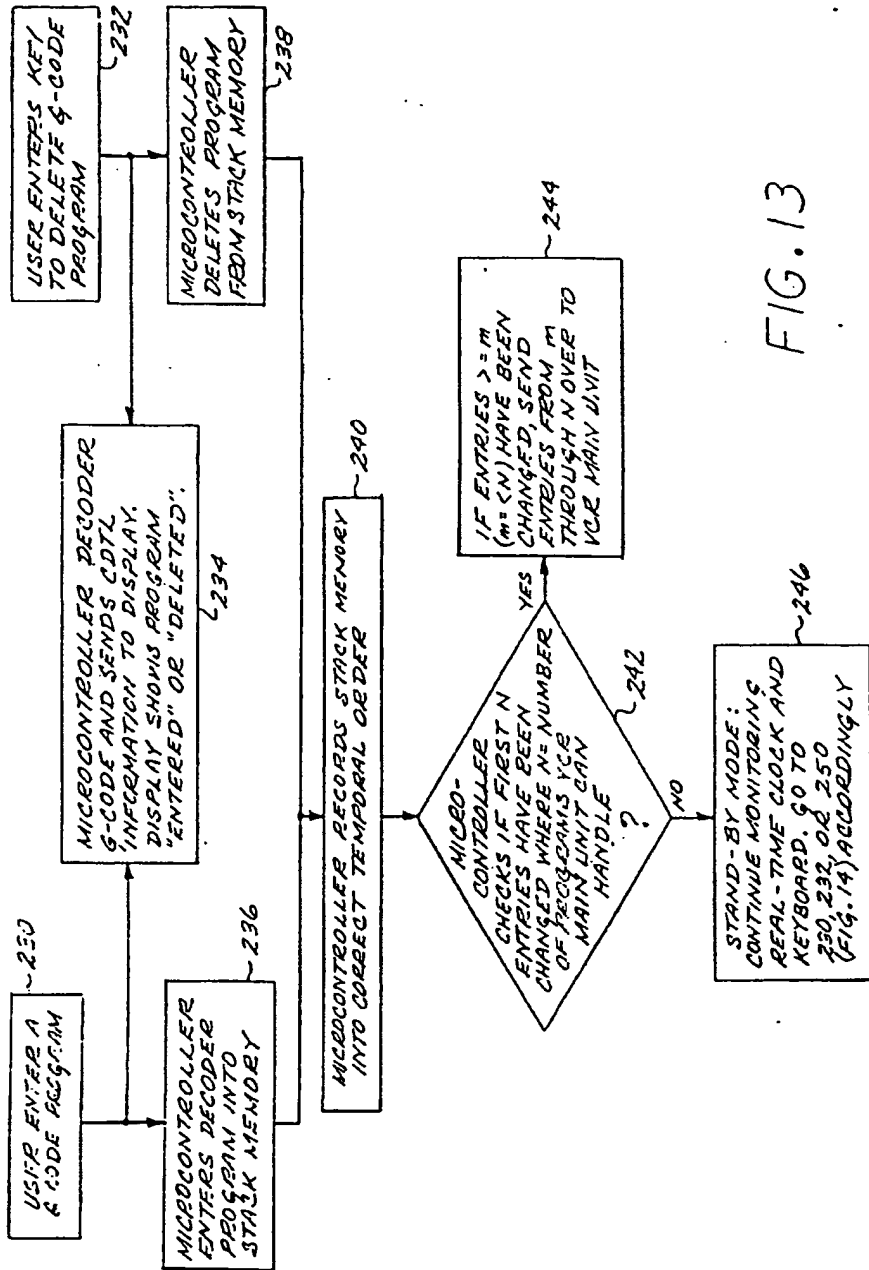 USER ENTER A
G CODE PROGRAM
230
USER ENTERS KEY
TO DELETE G-CODE
PROGRAM
232
MICROCONTROLLER DECODER
G-CODE AND SENDS CDTL
INFORMATION TO DISPLAY.
DISPLAY SHOWS PROGRAM
"ENTERED" OR "DELETED".
234
MICROCONTROLLER
ENTERS DECODER
PROGRAM INTO
STACK MEMORY
236
MICROCONTROLLER
DELETES PROGRAM
FROM STACK MEMORY
238
MICROCONTROLLER RECORDS STACK MEMORY
INTO CORRECT TEMPORAL ORDER
240
MICRO-
CONTROLLER
CHECKS IF FIRST N
ENTRIES HAVE BEEN
CHANGED WHERE N= NUMBER
OF PROGRAMS VCR
MAIN UNIT CAN
HANDLE
?
242
YES
NO
IF ENTRIES >= m
(m=<N) HAVE BEEN
CHANGED, SEND
ENTRIES FROM m
THROUGH N OVER TO
VCR MAIN UNIT
244
STAND-BY MODE:
CONTINUE MONITORING
REAL-TIME CLOCK AND
KEYBOARD. GO TO
230, 232, OR 250
(FIG. 14) ACCORDINGLY
246
FIG. 13